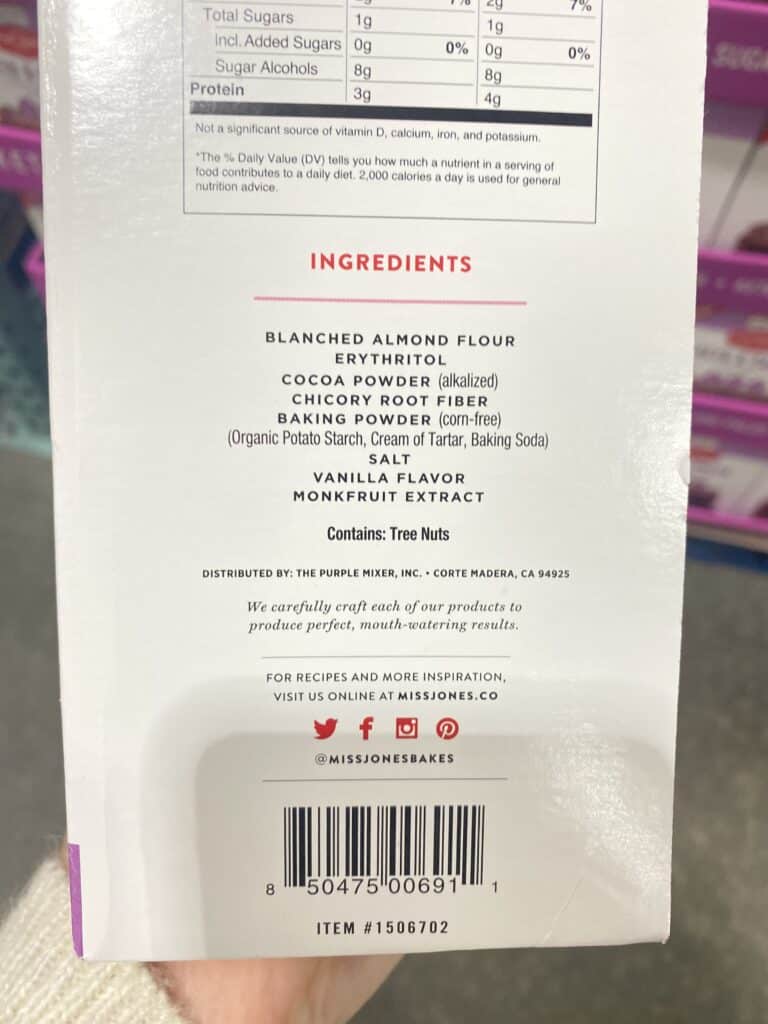 7%
Total Sugars 1g 1g
Incl. Added Sugars 0g 0% 0g 0%
Sugar Alcohols 8g 8g
Protein 3g 4g
Not a significant source of vitamin D, calcium, iron, and potassium.
*The % Daily Value (DV) tells you how much a nutrient in a serving of
food contributes to a daily diet. 2,000 calories a day is used for general
nutrition advice.
INGREDIENTS
BLANCHED ALMOND FLOUR
ERYTHRITOL
COCOA POWDER (alkalized)
CHICORY ROOT FIBER
BAKING POWDER (corn-free)
(Organic Potato Starch, Cream of Tartar, Baking Soda)
SALT
VANILLA FLAVOR
MONKFRUIT EXTRACT
Contains: Tree Nuts
DISTRIBUTED BY: THE PURPLE MIXER, INC. • CORTE MADERA, CA 94925
We carefully craft each of our products to
produce perfect, mouth-watering results.
FOR RECIPES AND MORE INSPIRATION,
VISIT US ONLINE AT MISSJONES.CO
@MISSJONESBAKES
8 50475 00691 1
ITEM #1506702